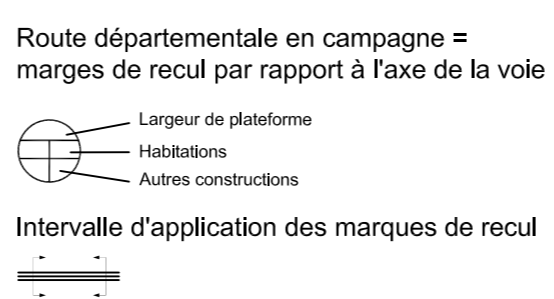 Route départementale en campagne =
marges de recul par rapport à l'axe de la voie
Largeur de plateforme
Habitations
Autres constructions
Intervalle d'application des marques de recul